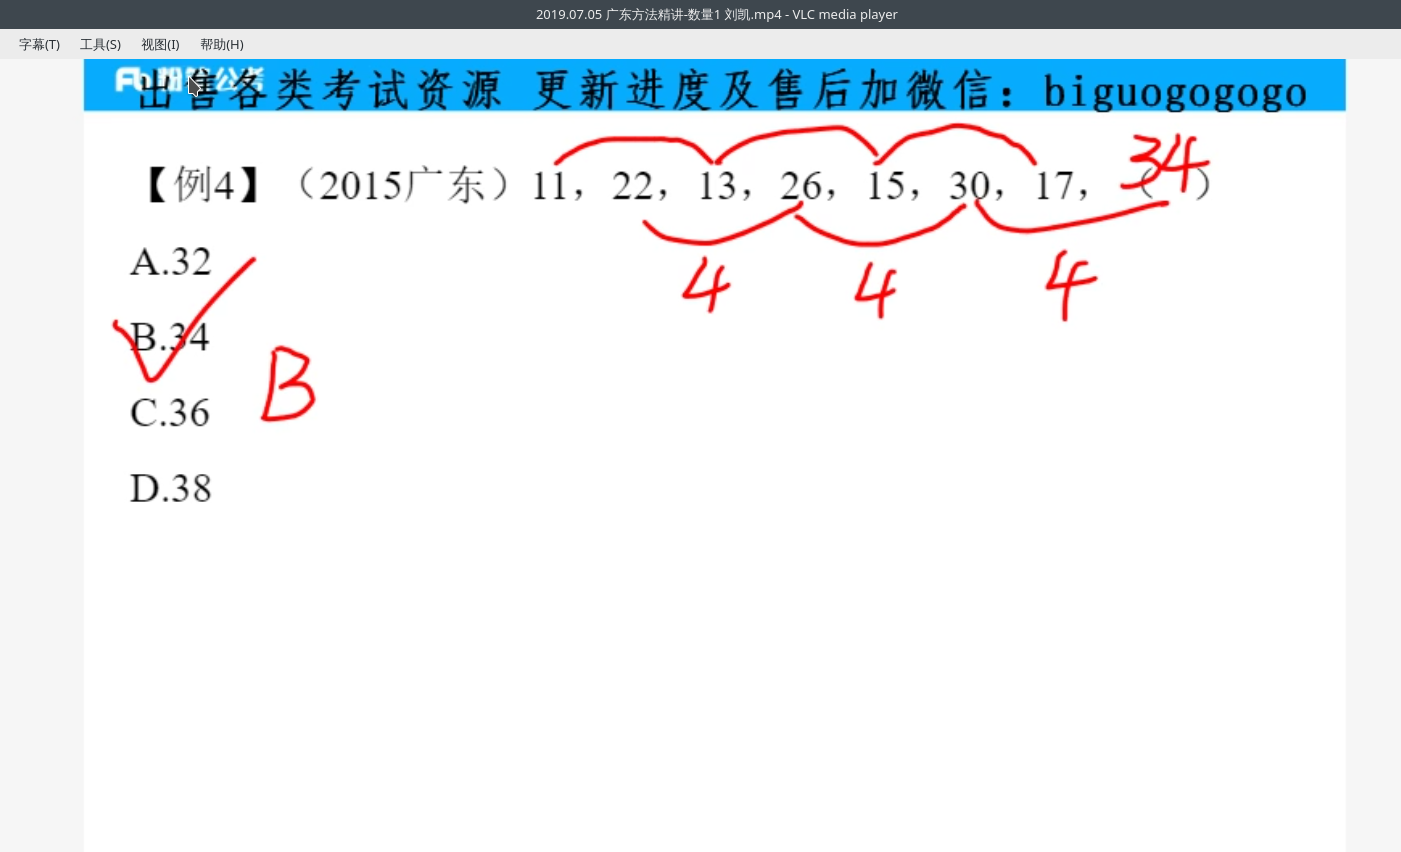 2019.07.05 广东方法精讲-数量1 刘凯.mp4 - VLC media player
字幕(T) 工具(S) 视图(I) 帮助(H)
出售各类考试资源 更新进度及售后加微信：biguogogogo
【例4】（2015广东）11，22，13，26，15，30，17，（34）
4 4 4
A.32
B.34
B
C.36
D.38